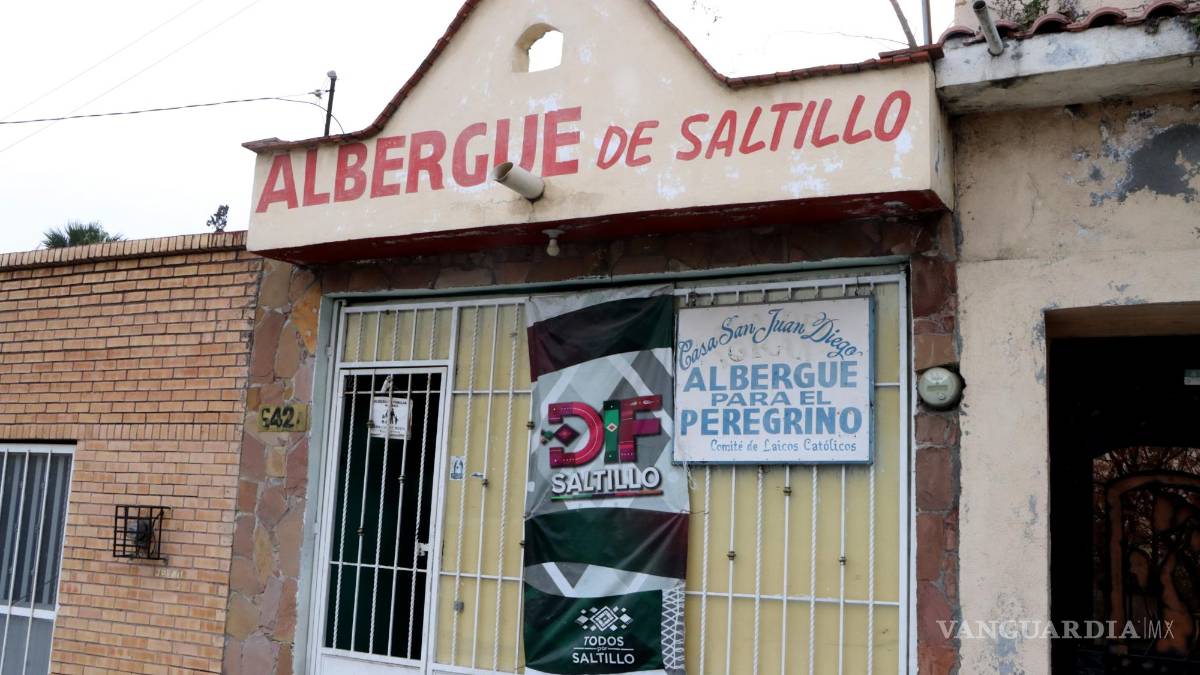 ALBERGUE DE SALTILLO
Casa San Juan Diego
ALBERGUE
PARA EL
PEREGRINO
Comité de Laicos Católicos
DIF
SALTILLO
TODOS
por
SALTILLO
VANGUARDIA|MX